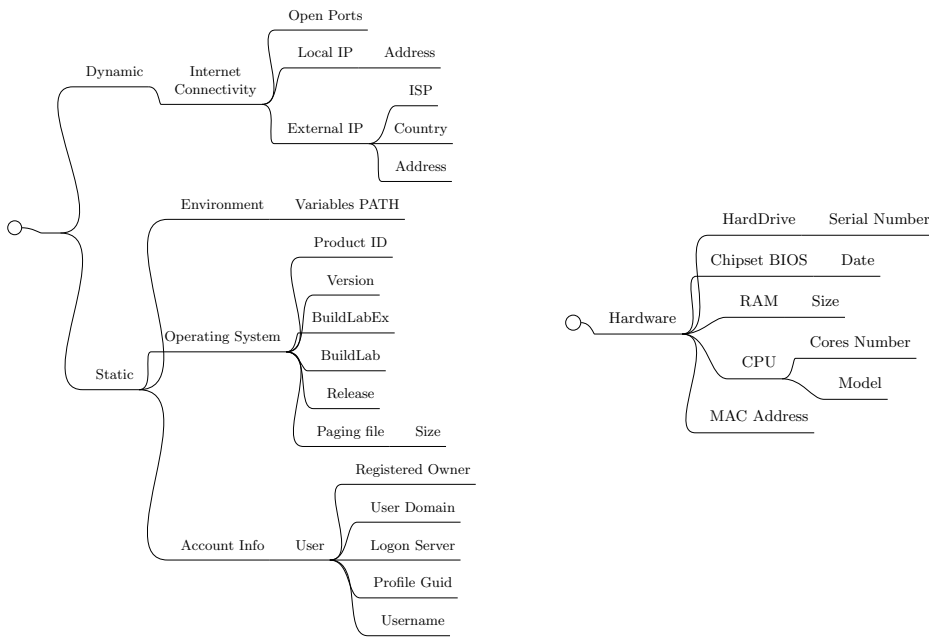 Open Ports
Local IP
Address
Dynamic
Internet
Connectivity
ISP
External IP
Country
Address
Environment
Variables PATH
Product ID
Version
BuildLabEx
Operating System
BuildLab
Static
Release
Paging file
Size
Registered Owner
User Domain
Account Info
User
Logon Server
Profile Guid
Username
HardDrive
Serial Number
Chipset BIOS
Date
RAM
Size
Hardware
Cores Number
CPU
Model
MAC Address